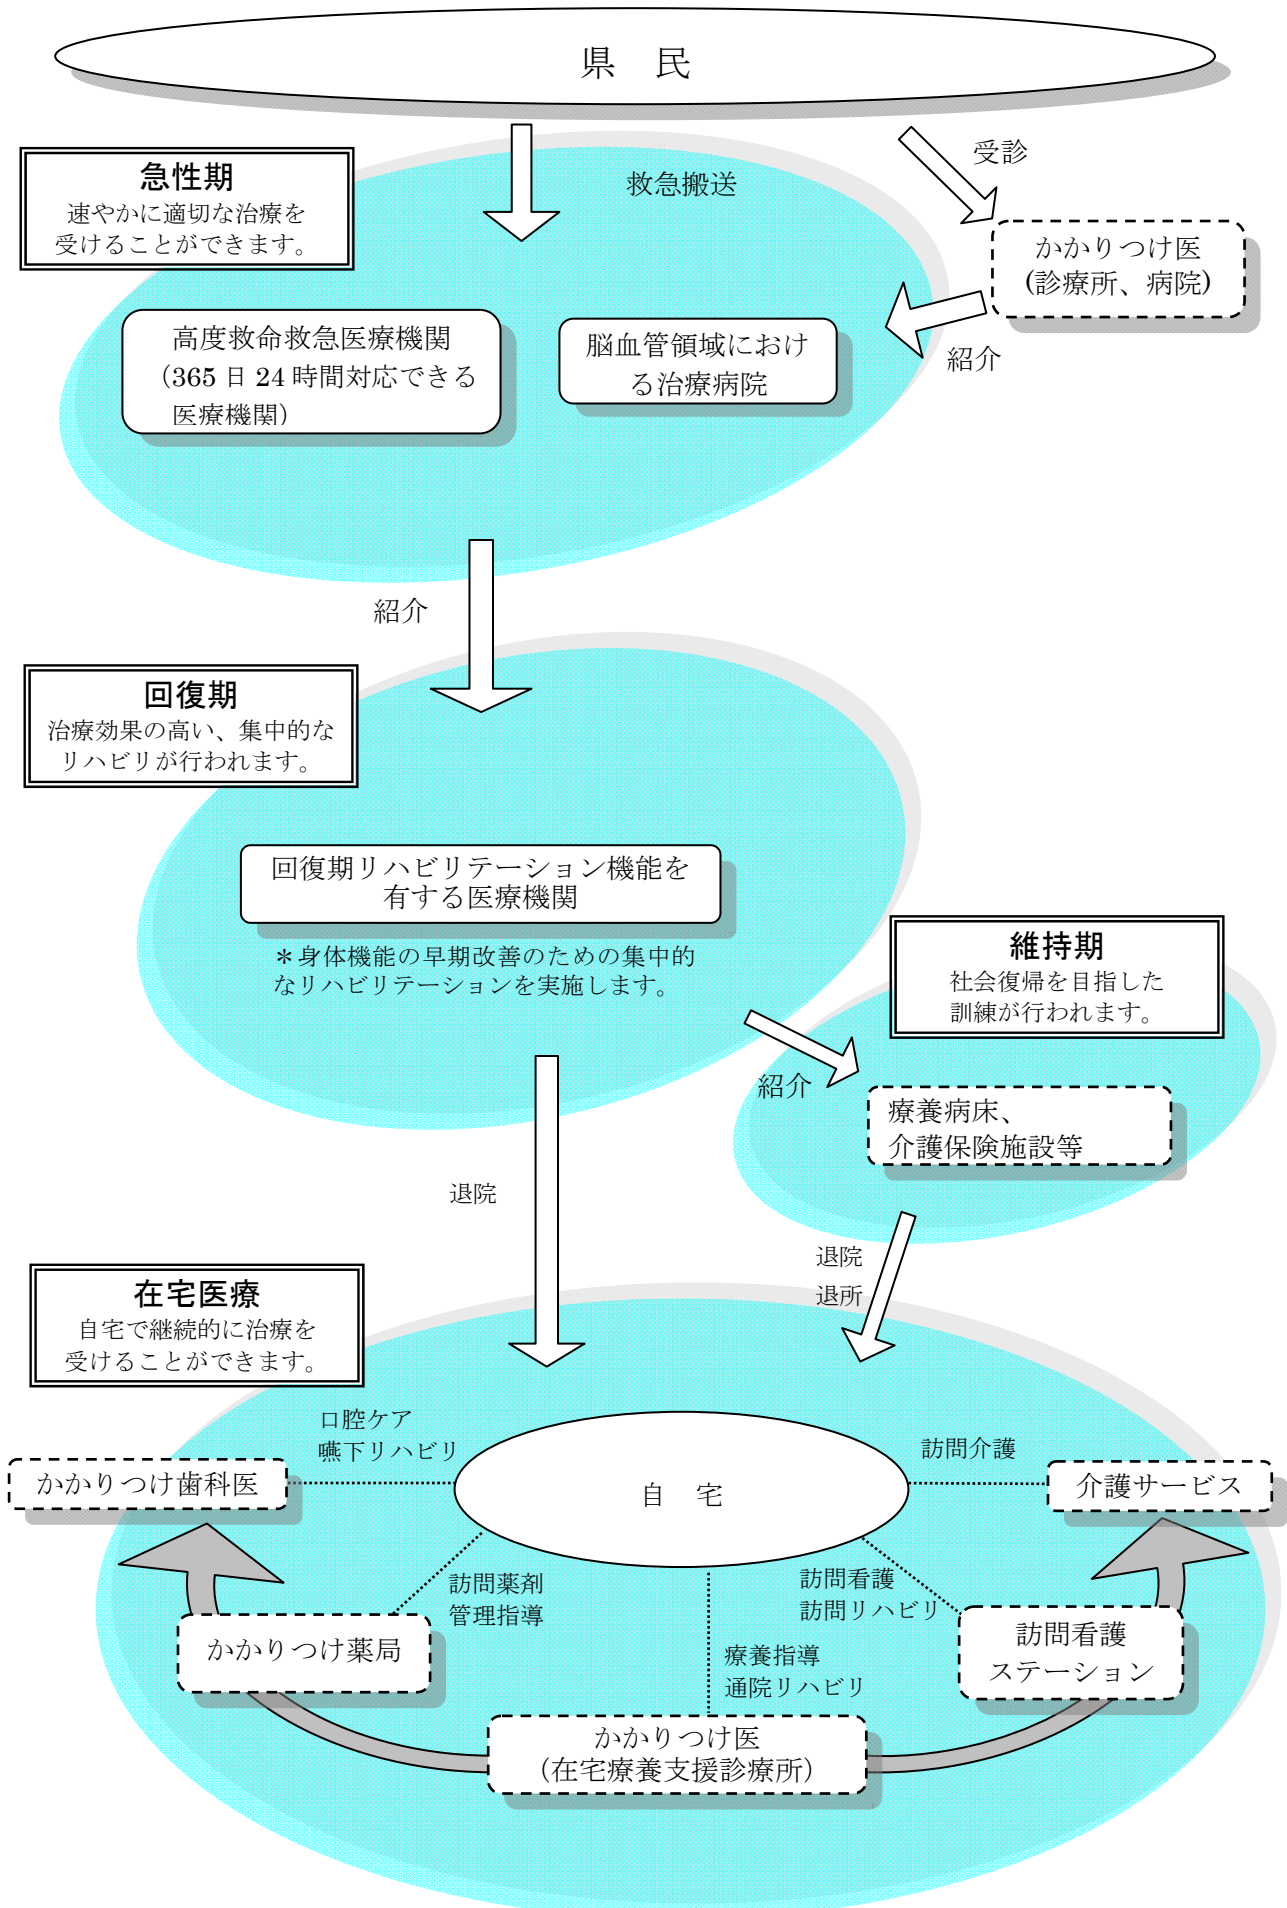 県　民
急性期
速やかに適切な治療を
受けることができます。
救急搬送
受診
かかりつけ医
(診療所、病院)
紹介
高度救命救急医療機関
（365 日 24 時間対応できる
医療機関）
脳血管領域におけ
る治療病院
紹介
回復期
治療効果の高い、集中的な
リハビリが行われます。
回復期リハビリテーション機能を
有する医療機関
＊身体機能の早期改善のための集中的
なリハビリテーションを実施します。
維持期
社会復帰を目指した
訓練が行われます。
紹介
療養病床、
介護保険施設等
退院
退院
退所
在宅医療
自宅で継続的に治療を
受けることができます。
口腔ケア
嚥下リハビリ
かかりつけ歯科医
自　宅
訪問介護
介護サービス
訪問薬剤
管理指導
かかりつけ薬局
訪問看護
訪問リハビリ
訪問看護
ステーション
療養指導
通院リハビリ
かかりつけ医
（在宅療養支援診療所）